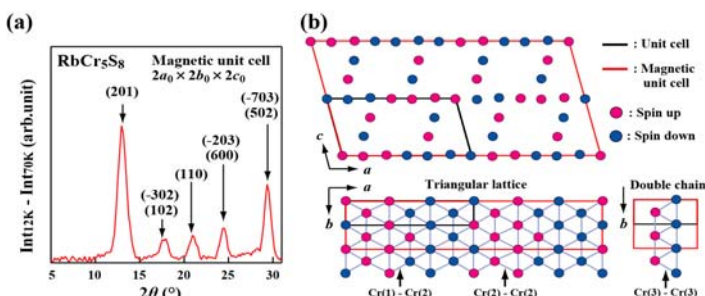 (a)
RbCr5S8
Magnetic unit cell
2a0 × 2b0 × 2c0
(201)
(-302)
(102)
(110)
(-203)
(600)
(-703)
(502)
Int12K - Int70K (arb.unit)
5 10 15 20 25 30
2θ (°)
(b)
: Unit cell
: Magnetic
unit cell
: Spin up
: Spin down
c
a
a
Triangular lattice
Double chain
b
b
Cr(1) - Cr(2)
Cr(2) - Cr(2)
Cr(3) - Cr(3)